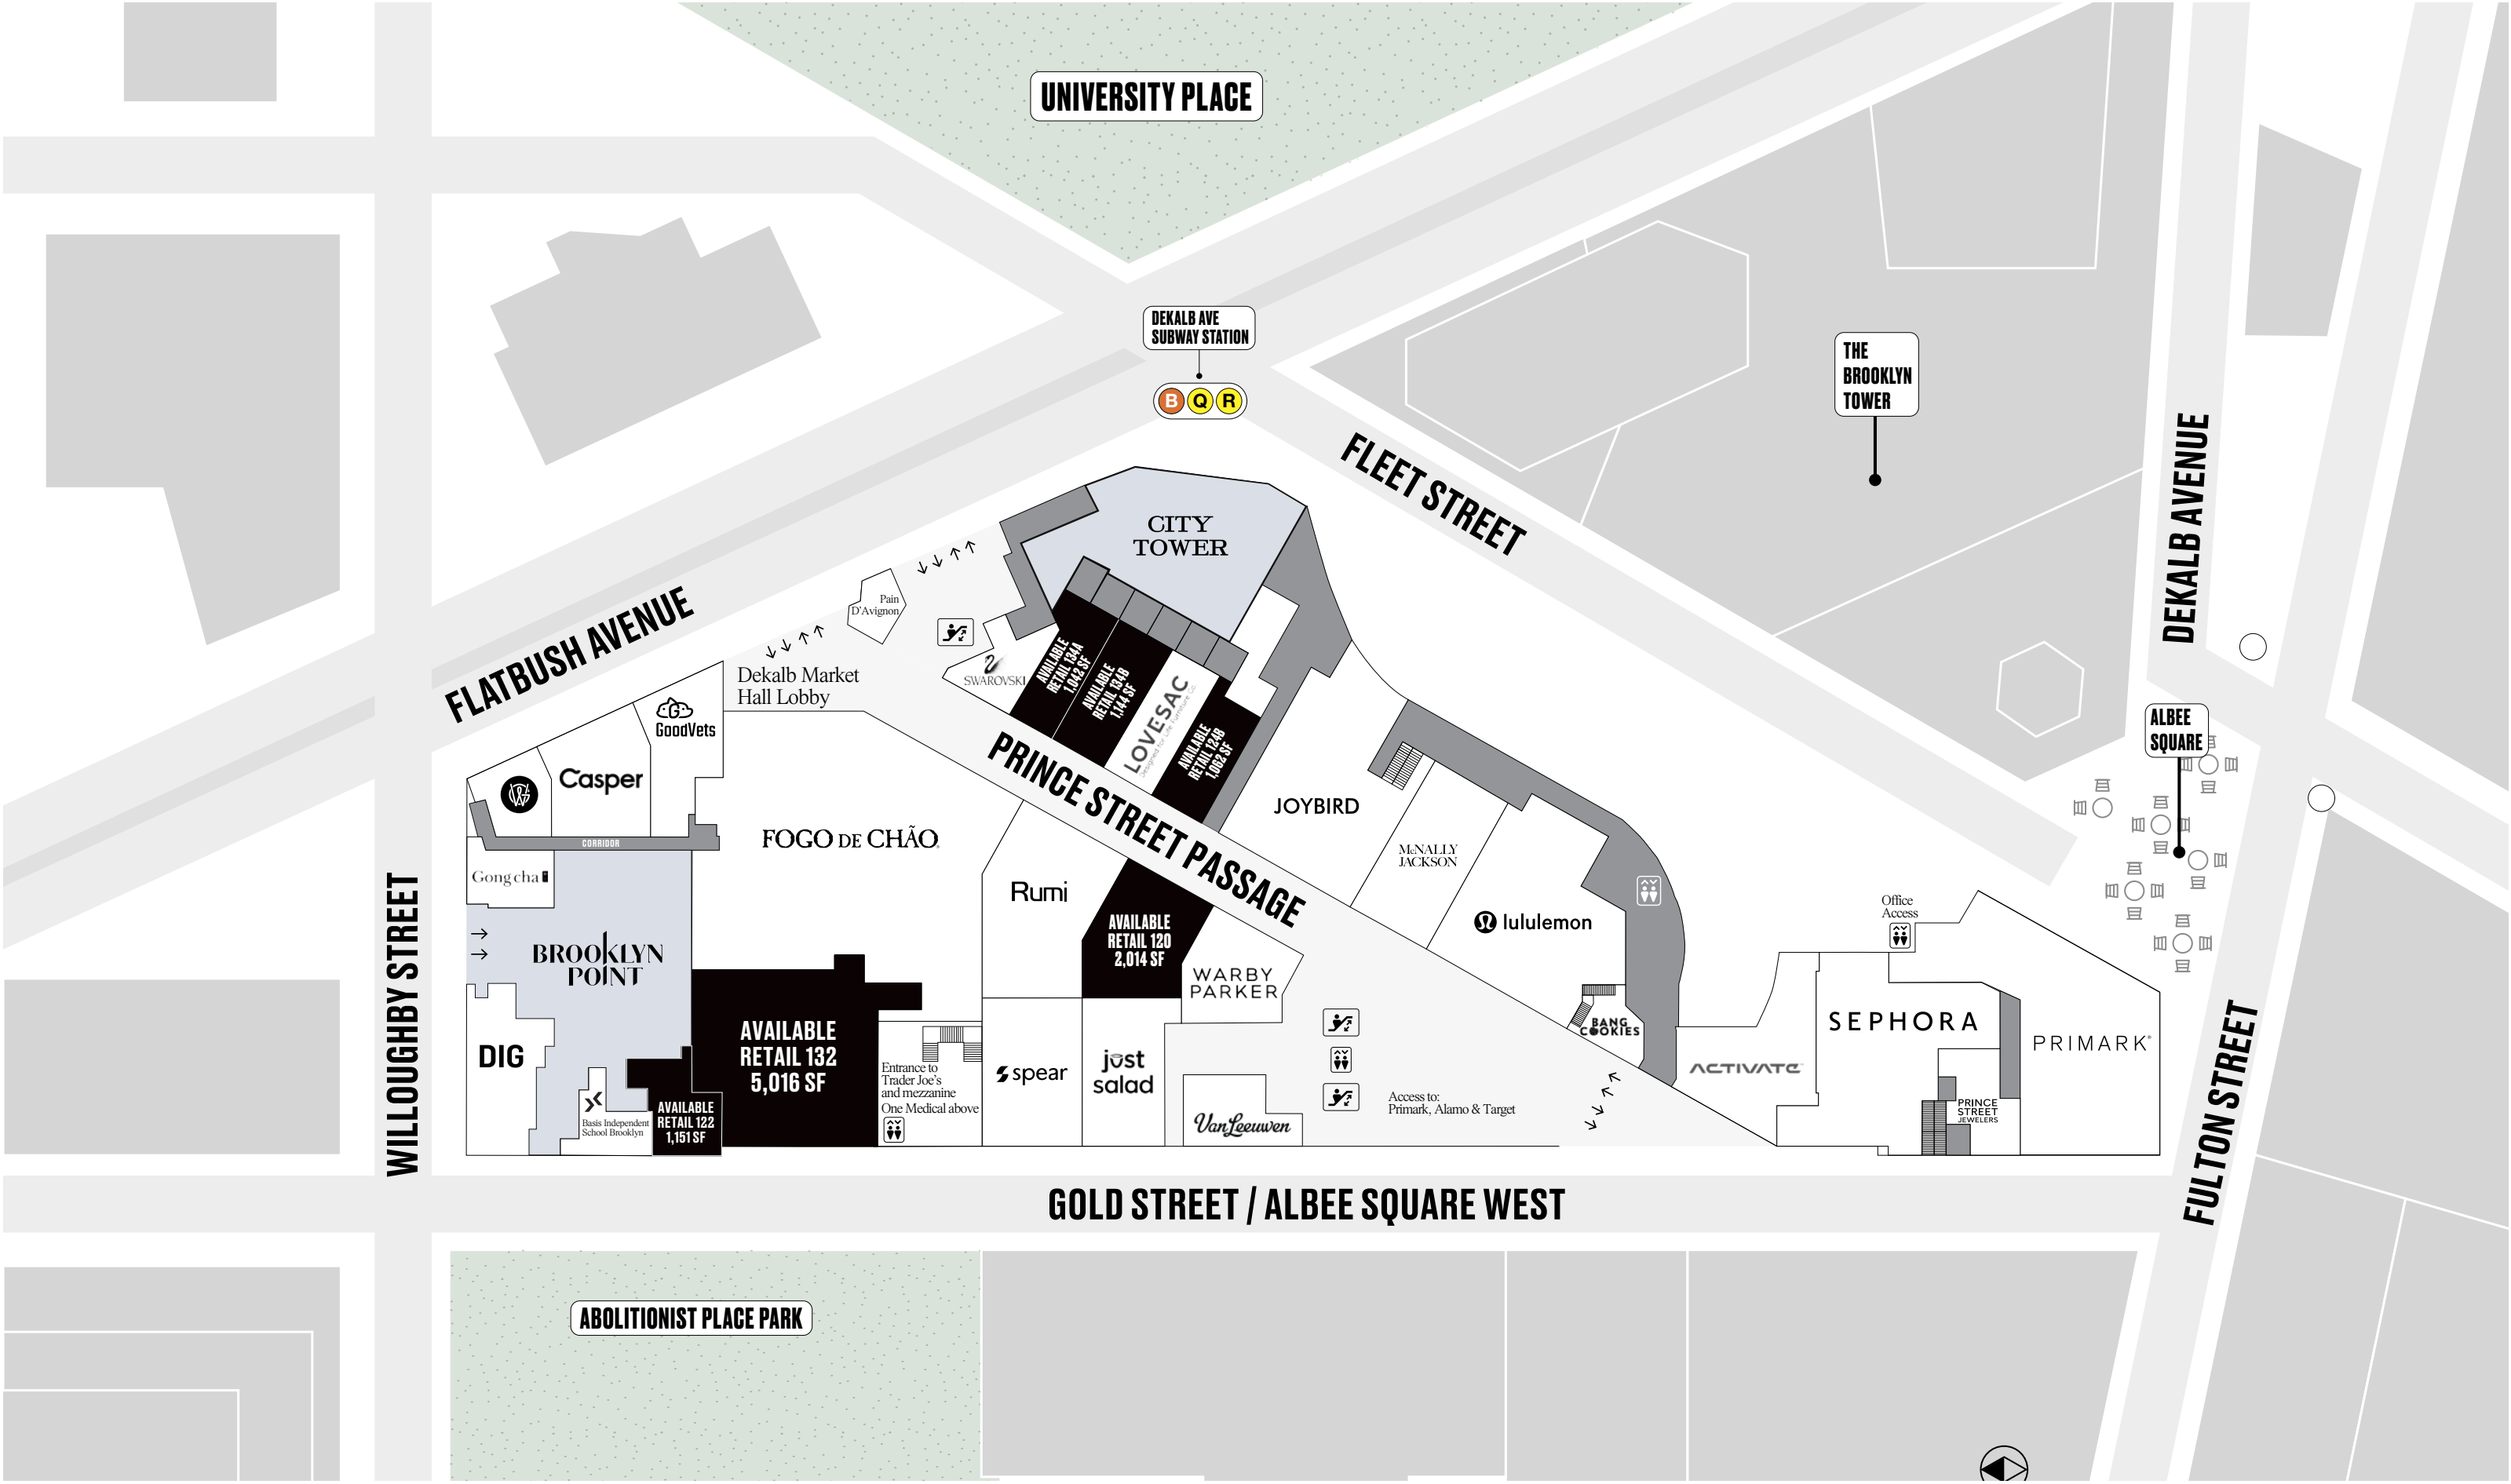 UNIVERSITY PLACE
DEKALB AVE
SUBWAY STATION
B Q R
THE
BROOKLYN
TOWER
FLEET STREET
DEKALB AVENUE
CITY
TOWER
FLATBUSH AVENUE
Pain
D'Avignon
Dekalb Market
Hall Lobby
SWAROVSKI
AVAILABLE
RETAIL 134A
1,042 SF
AVAILABLE
RETAIL 134B
1,144 SF
LOVESAC
Designed for Life Furniture Co.
AVAILABLE
RETAIL 124B
1,062 SF
ALBEE
SQUARE
GoodVets
Casper
W
G
CORRIDOR
FOGO DE CHÃO
PRINCE STREET PASSAGE
JOYBIRD
McNALLY
JACKSON
lululemon
Gong cha
Rumi
AVAILABLE
RETAIL 120
2,014 SF
WARBY
PARKER
Office
Access
BROOKLYN
POINT
WILLOUGHBY STREET
DIG
AVAILABLE
RETAIL 132
5,016 SF
Entrance to
Trader Joe's
and mezzanine
One Medical above
spear
just
salad
Van Leeuwen
Access to:
Primark, Alamo & Target
BANG
COOKIES
ACTIVATE
SEPHORA
PRIMARK
PRINCE
STREET
JEWELERS
Basis Independent
School Brooklyn
AVAILABLE
RETAIL 122
1,151 SF
FULTON STREET
GOLD STREET / ALBEE SQUARE WEST
ABOLITIONIST PLACE PARK